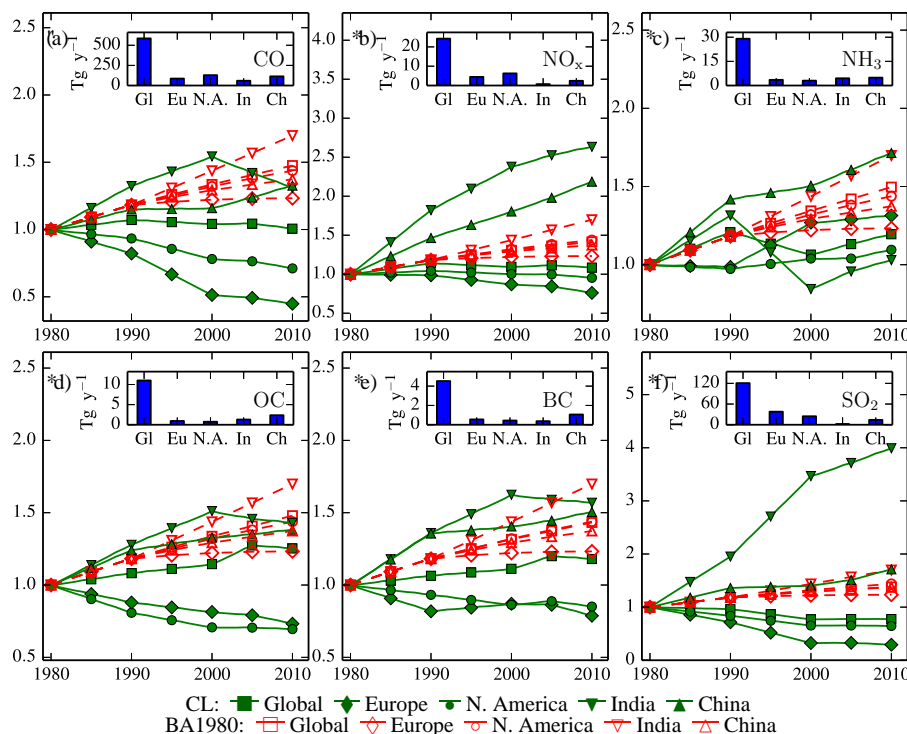 2.5
2.0
1.5
1.0
0.5
1980 1990 2000 2010
*a) CO
Tg y−1
500
250
0
Gl Eu N.A. In Ch
4.0
3.5
3.0
2.5
2.0
1.5
1.0
0.5
1980 1990 2000 2010
*b) NOx
20
10
0
Gl Eu N.A. In Ch
2.5
2.0
1.5
1.0
1980 1990 2000 2010
*c) NH3
30
15
0
Gl Eu N.A. In Ch
2.5
2.0
1.5
1.0
0.5
1980 1990 2000 2010
*d) OC
Tg y−1
10
5
0
Gl Eu N.A. In Ch
2.5
2.0
1.5
1.0
0.5
1980 1990 2000 2010
*e) BC
Tg y−1
4
2
0
Gl Eu N.A. In Ch
5
4
3
2
1
0
1980 1990 2000 2010
*f) SO2
Tg y−1
120
60
0
Gl Eu N.A. In Ch
CL: Global Europe N. America India China
BA1980: Global Europe N. America India China